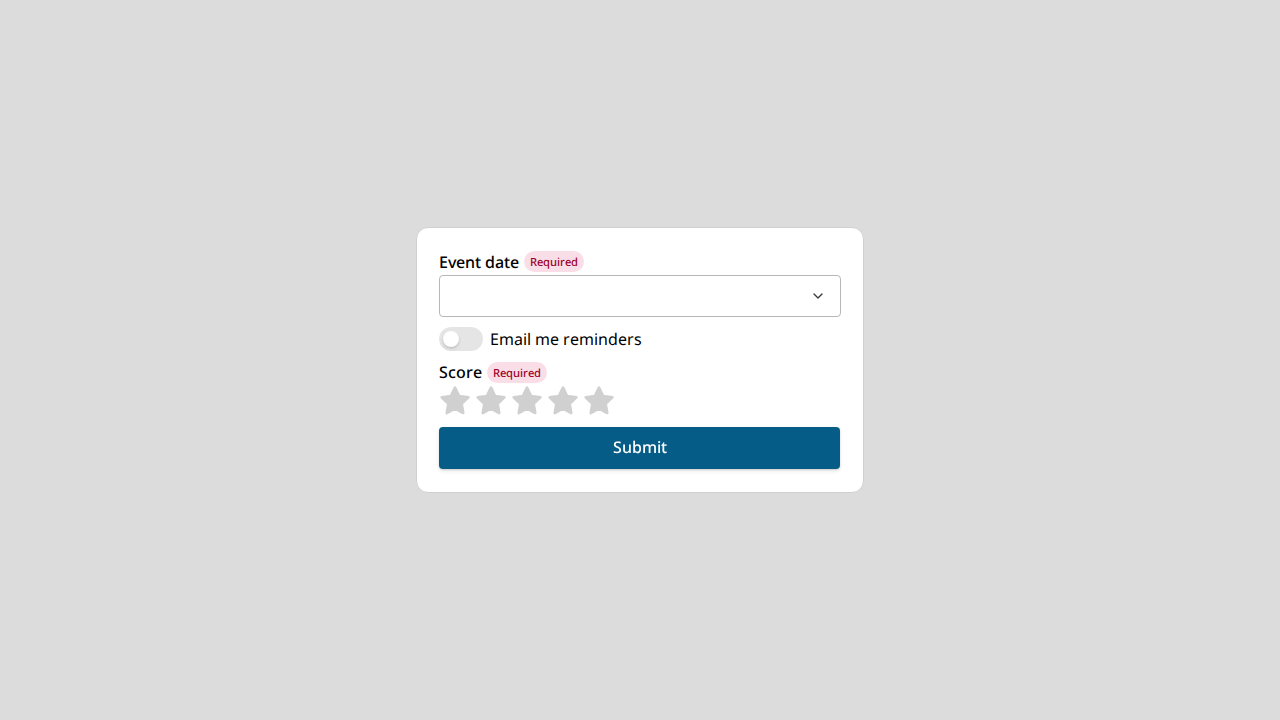 Event date Required
Email me reminders
Score Required
Submit